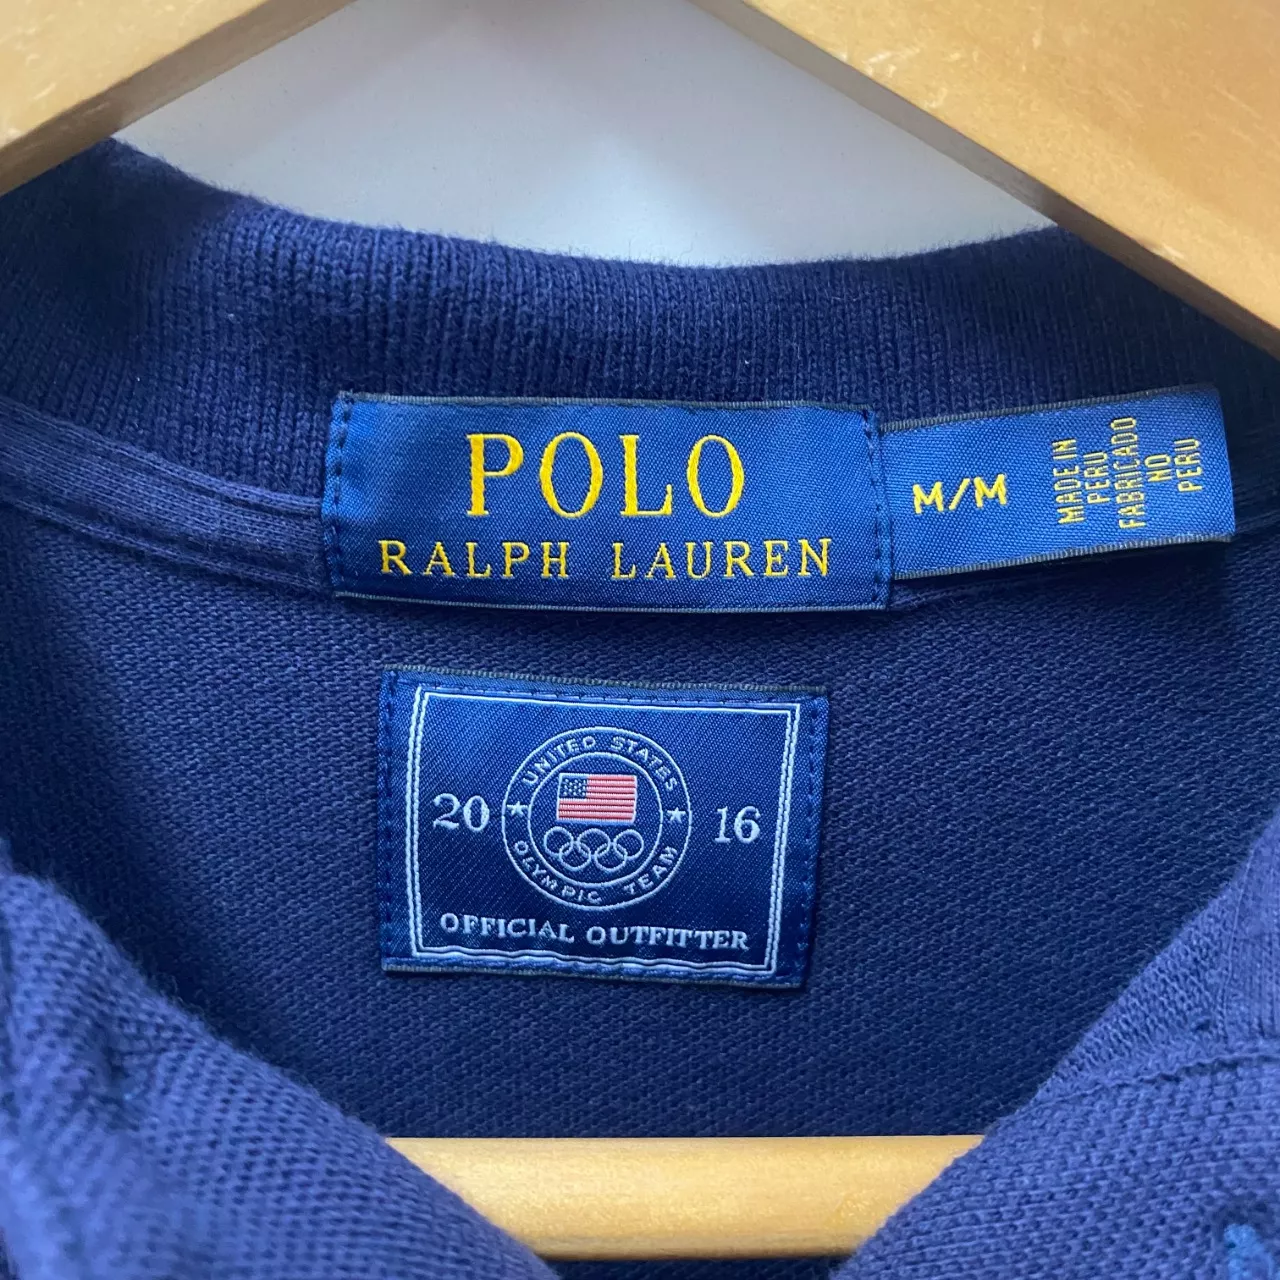 POLO
RALPH LAUREN
M/M
MADE IN
PERU
FABRICADO
NO
PERU
UNITED STATES
20 16
OLYMPIC TEAM
OFFICIAL OUTFITTER